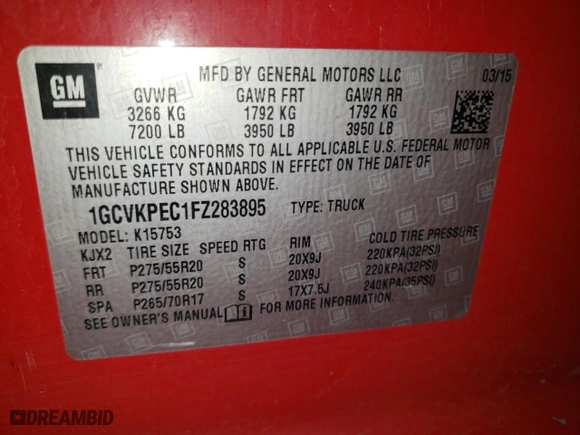 GM
MFD BY GENERAL MOTORS LLC 03/15
GVWR GAWR FRT GAWR RR
3266 KG 1792 KG 1792 KG
7200 LB 3950 LB 3950 LB
THIS VEHICLE CONFORMS TO ALL APPLICABLE U.S. FEDERAL MOTOR
VEHICLE SAFETY STANDARDS IN EFFECT ON THE DATE OF
MANUFACTURE SHOWN ABOVE.
1GCVKPEC1FZ283895 TYPE: TRUCK
MODEL: K15753
KJX2 TIRE SIZE SPEED RTG RIM COLD TIRE PRESSURE
FRT P275/55R20 S 20X9J 220KPA(32PSI)
RR P275/55R20 S 20X9J 220KPA(32PSI)
SPA P265/70R17 S 17X7.5J 240KPA(35PSI)
SEE OWNER'S MANUAL FOR MORE INFORMATION.
DREAMBID